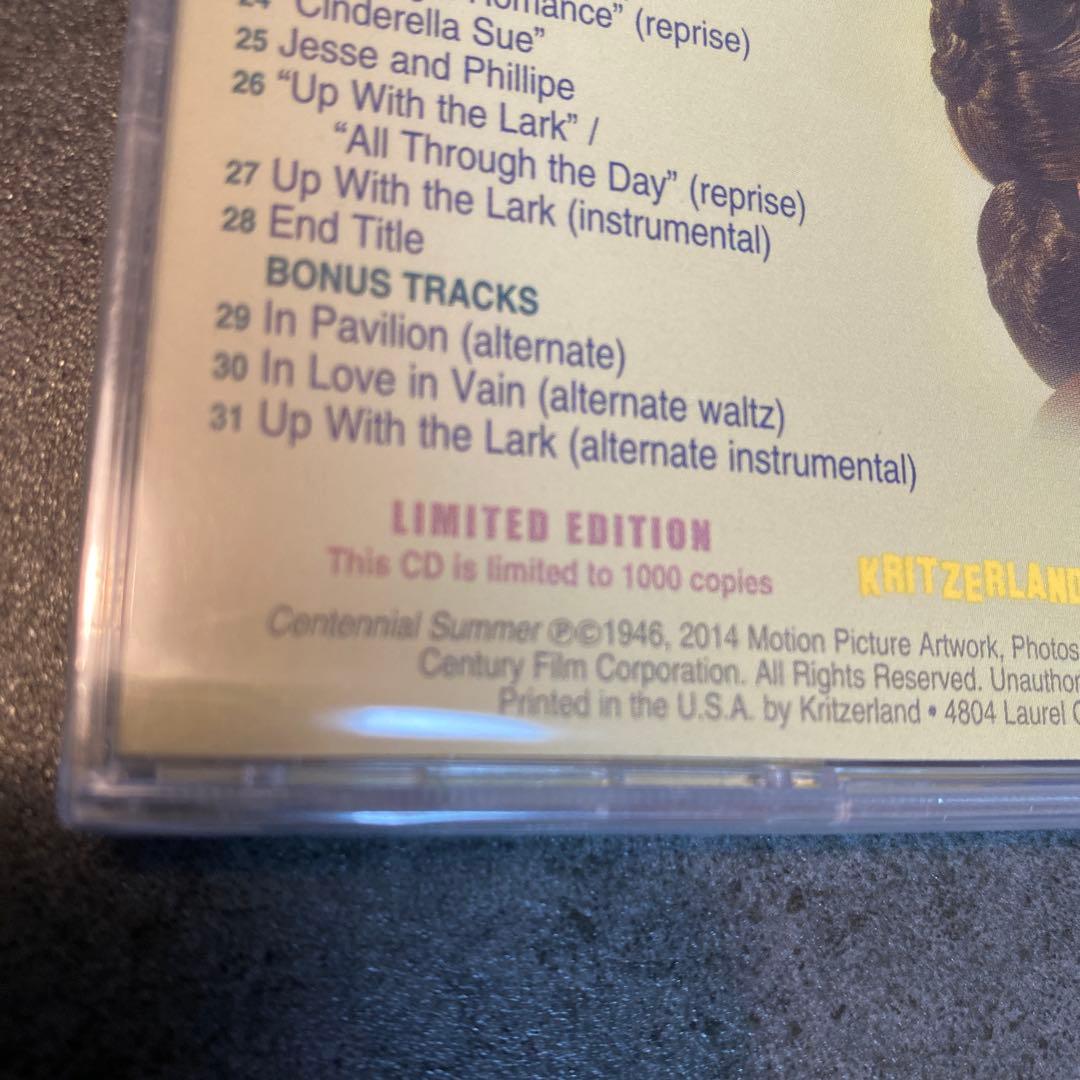 (reprise)
24 "Cinderella Sue"
25 Jesse and Phillipe
26 "Up With the Lark" /
"All Through the Day" (reprise)
27 Up With the Lark (instrumental)
28 End Title
BONUS TRACKS
29 In Pavilion (alternate)
30 In Love in Vain (alternate waltz)
31 Up With the Lark (alternate instrumental)
LIMITED EDITION
This CD is limited to 1000 copies
KRITZERLAND
Centennial Summer ℗©1946, 2014 Motion Picture Artwork, Photos
Century Film Corporation. All Rights Reserved.
Printed in the U.S.A. by Kritzerland • 4804 Laurel